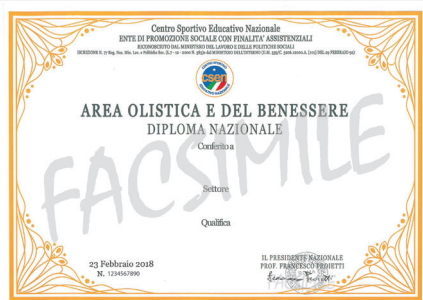 Centro Sportivo Educativo Nazionale
ENTE DI PROMOZIONE SOCIALE CON FINALITA' ASSISTENZIALI
RICONOSCIUTO DAL MINISTERO DEL LAVORO E DELLE POLITICHE SOCIALI
csen
AREA OLISTICA E DEL BENESSERE
DIPLOMA NAZIONALE
Conferito a
FACSIMILE
Settore
Qualifica
23 Febbraio 2018
N. 1234567890
IL PRESIDENTE NAZIONALE
PROF. FRANCESCO PROIETTI